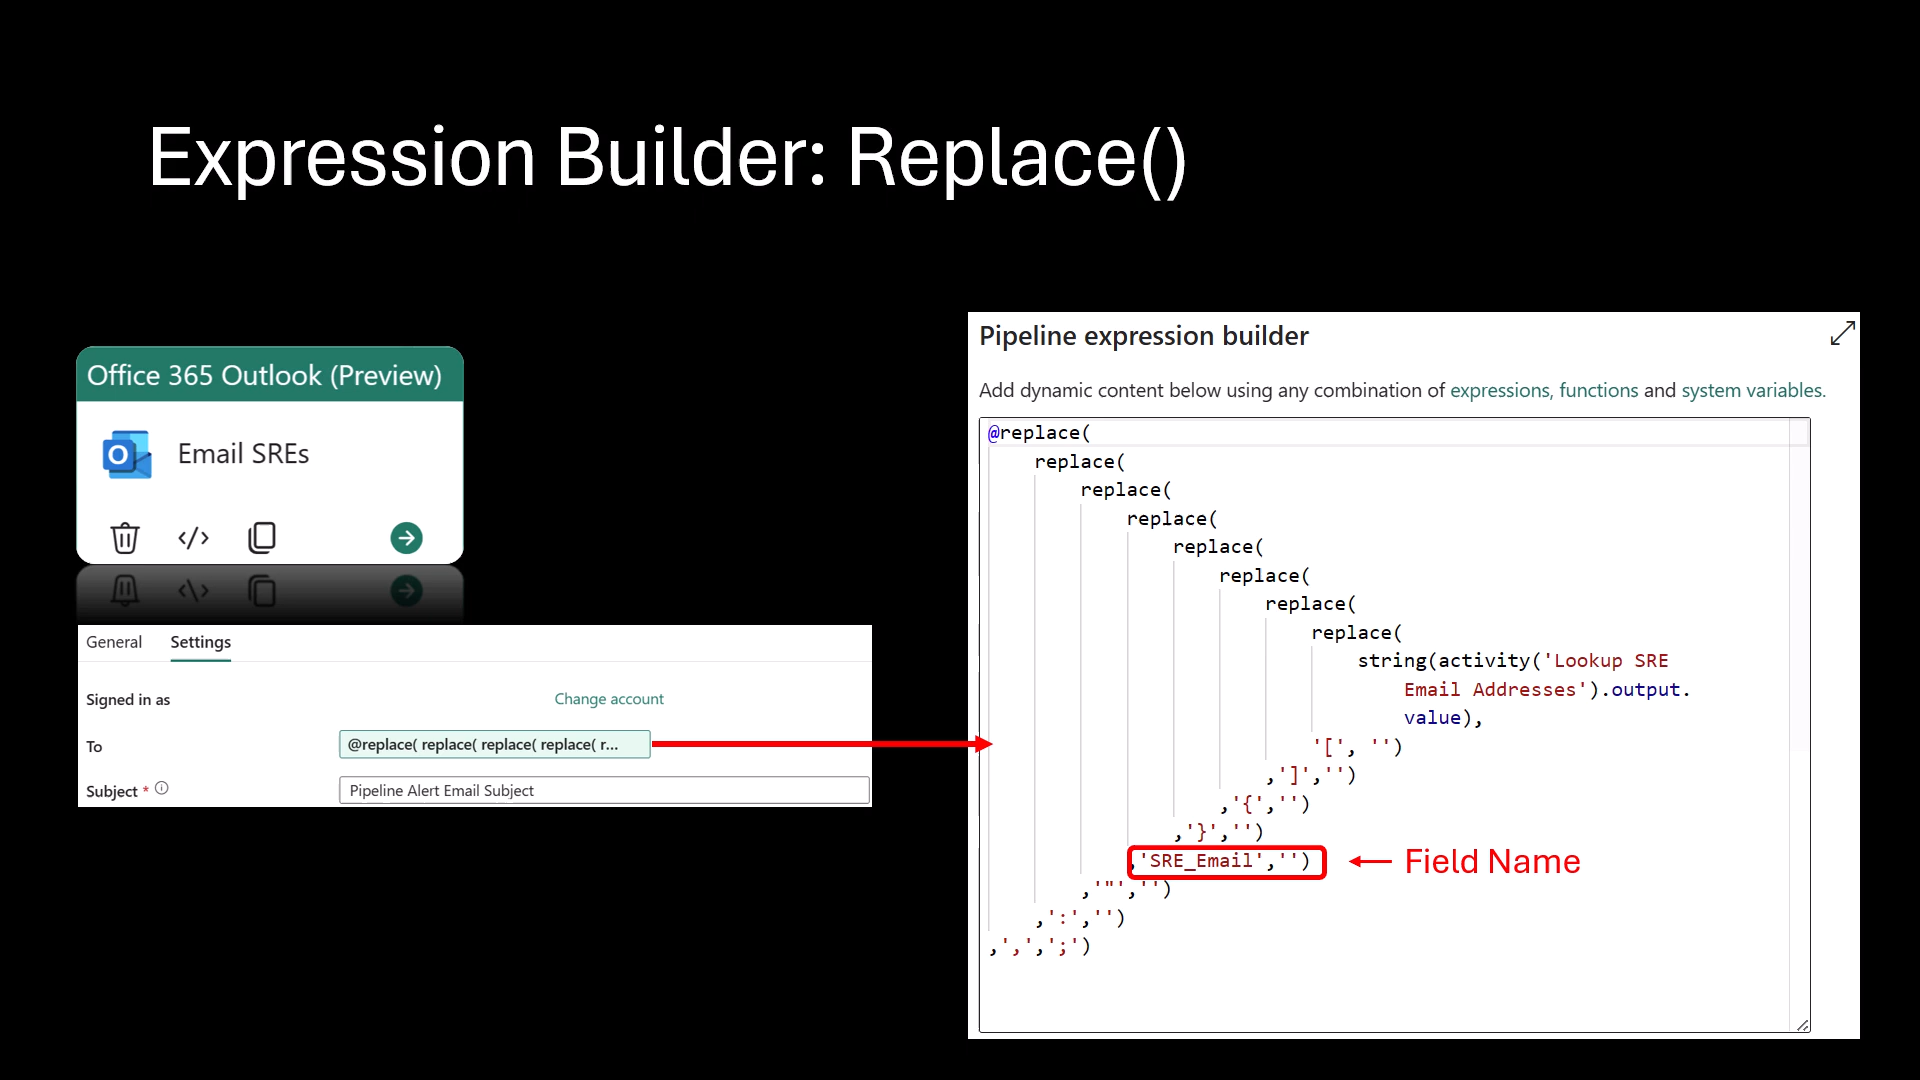 Expression Builder: Replace()
Office 365 Outlook (Preview)
Email SREs
General Settings
Signed in as Change account
To @replace( replace( replace( replace( r...
Subject * Pipeline Alert Email Subject
Pipeline expression builder
Add dynamic content below using any combination of expressions, functions and system variables.
@replace(
replace(
replace(
replace(
replace(
replace(
replace(
replace(
string(activity('Lookup SRE
Email Addresses').output.
value),
'[', '')
,']','')
,'{','')
,'}','')
,'SRE_Email','')
Field Name
,'"','')
,':','')
,',',';')